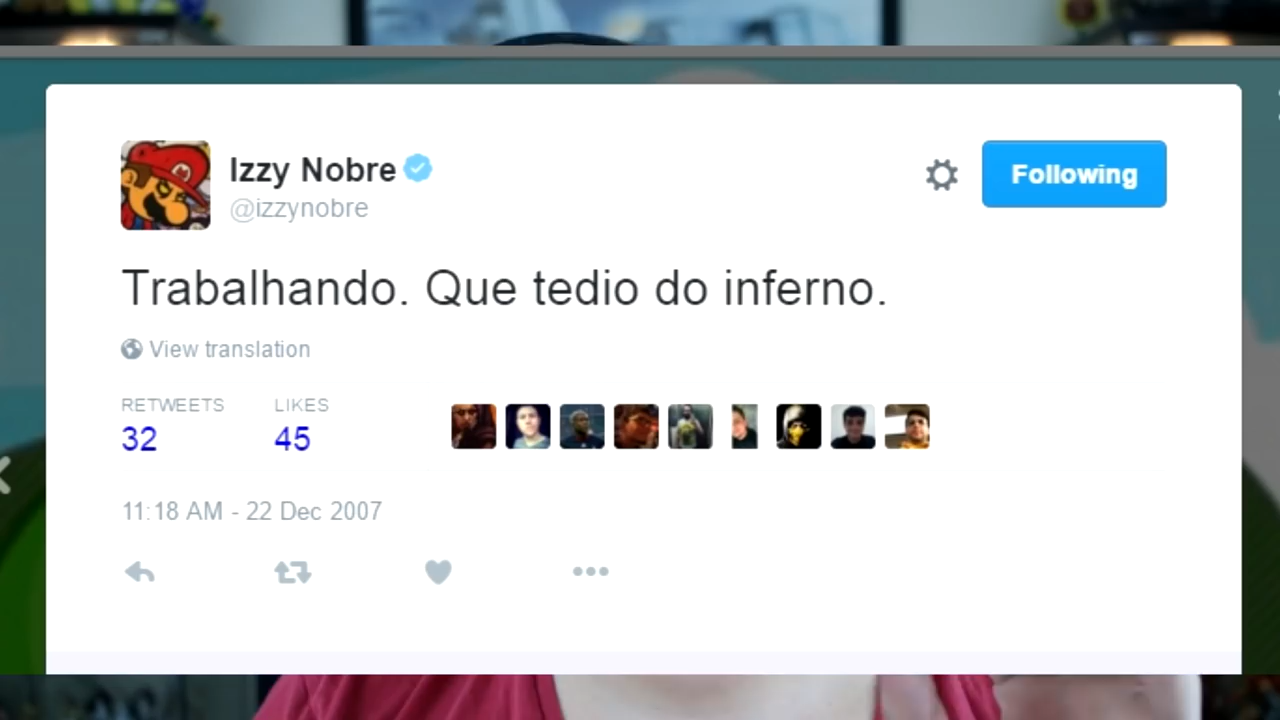 Izzy Nobre
@izzynobre
Following
Trabalhando. Que tedio do inferno.
View translation
RETWEETS LIKES
32 45
11:18 AM - 22 Dec 2007